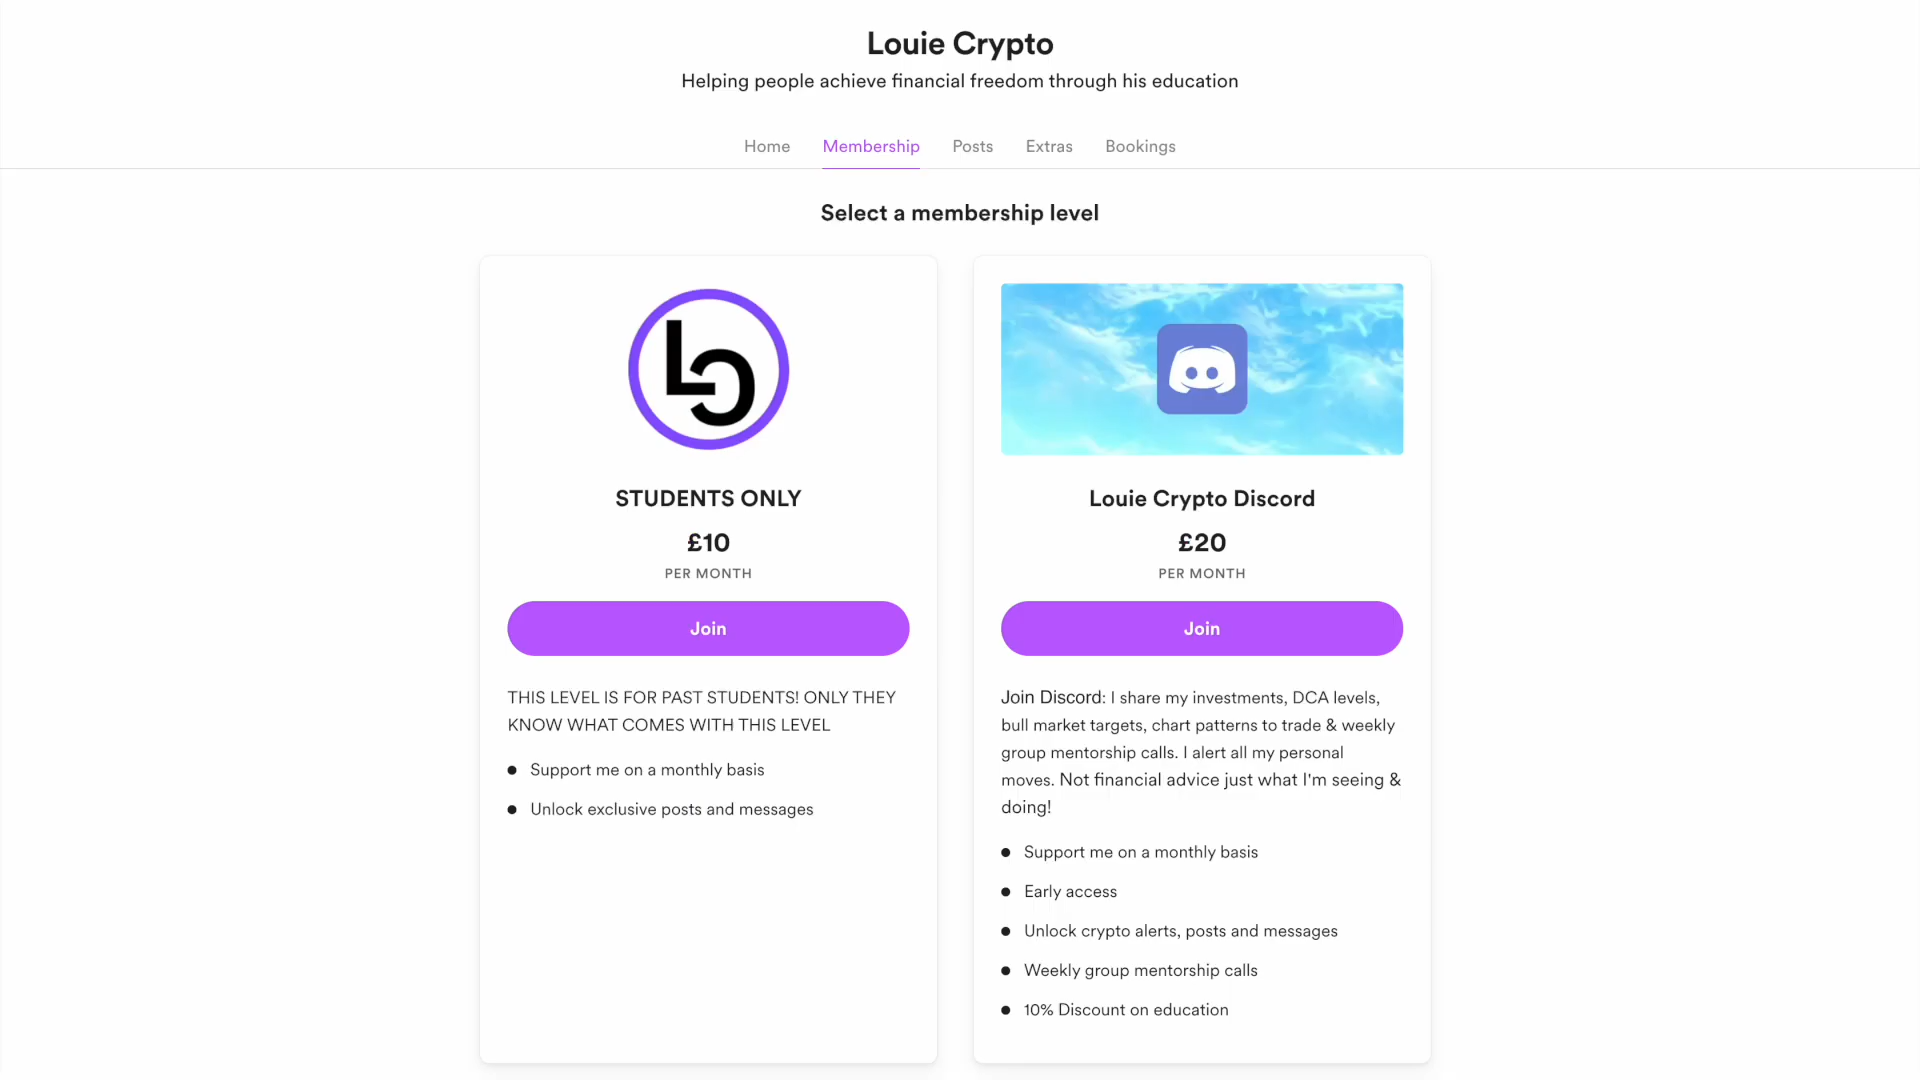 Louie Crypto
Helping people achieve financial freedom through his education
Home Membership Posts Extras Bookings
Select a membership level
LC
STUDENTS ONLY
£10
PER MONTH
Join
THIS LEVEL IS FOR PAST STUDENTS! ONLY THEY
KNOW WHAT COMES WITH THIS LEVEL
Support me on a monthly basis
Unlock exclusive posts and messages
Louie Crypto Discord
£20
PER MONTH
Join
Join Discord: I share my investments, DCA levels,
bull market targets, chart patterns to trade & weekly
group mentorship calls. I alert all my personal
moves. Not financial advice just what I'm seeing &
doing!
Support me on a monthly basis
Early access
Unlock crypto alerts, posts and messages
Weekly group mentorship calls
10% Discount on education